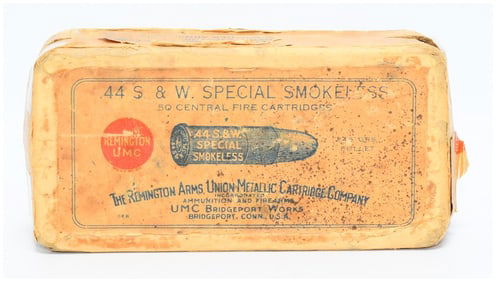 .44 S. & W. SPECIAL SMOKELESS
50 CENTRAL FIRE CARTRIDGES
REMINGTON
UMC
.44 S.&W.
SPECIAL
SMOKELESS
THE REMINGTON ARMS UNION METALLIC CARTRIDGE COMPANY
INCORPORATED
AMMUNITION AND FIREARMS
UMC BRIDGEPORT WORKS
BRIDGEPORT, CONN., U.S.A.